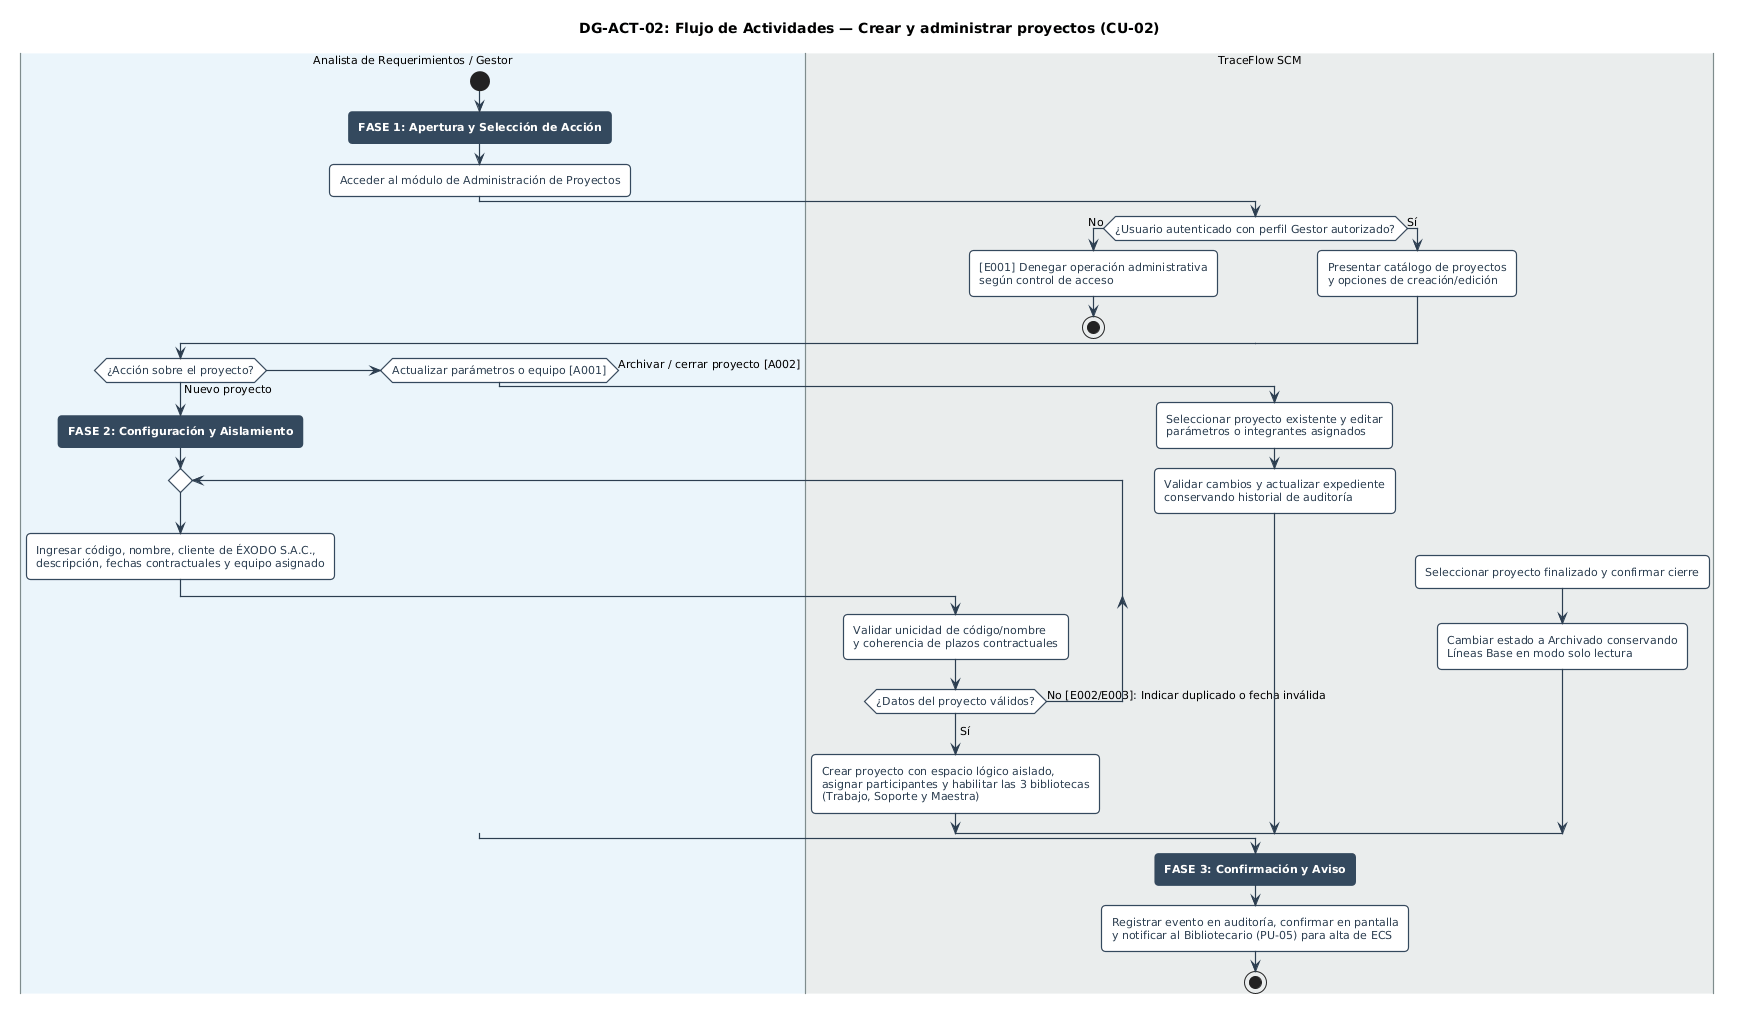 DG-ACT-02: Flujo de Actividades — Crear y administrar proyectos (CU-02)
Analista de Requerimientos / Gestor
TraceFlow SCM
FASE 1: Apertura y Selección de Acción
Acceder al módulo de Administración de Proyectos
No
¿Usuario autenticado con perfil Gestor autorizado?
Sí
[E001] Denegar operación administrativa
según control de acceso
Presentar catálogo de proyectos
y opciones de creación/edición
¿Acción sobre el proyecto?
Actualizar parámetros o equipo [A001]
Archivar / cerrar proyecto [A002]
Nuevo proyecto
FASE 2: Configuración y Aislamiento
Seleccionar proyecto existente y editar
parámetros o integrantes asignados
Validar cambios y actualizar expediente
conservando historial de auditoría
Ingresar código, nombre, cliente de ÉXODO S.A.C.,
descripción, fechas contractuales y equipo asignado
Seleccionar proyecto finalizado y confirmar cierre
Validar unicidad de código/nombre
y coherencia de plazos contractuales
Cambiar estado a Archivado conservando
Líneas Base en modo solo lectura
¿Datos del proyecto válidos?
No [E002/E003]: Indicar duplicado o fecha inválida
Sí
Crear proyecto con espacio lógico aislado,
asignar participantes y habilitar las 3 bibliotecas
(Trabajo, Soporte y Maestra)
FASE 3: Confirmación y Aviso
Registrar evento en auditoría, confirmar en pantalla
y notificar al Bibliotecario (PU-05) para alta de ECS